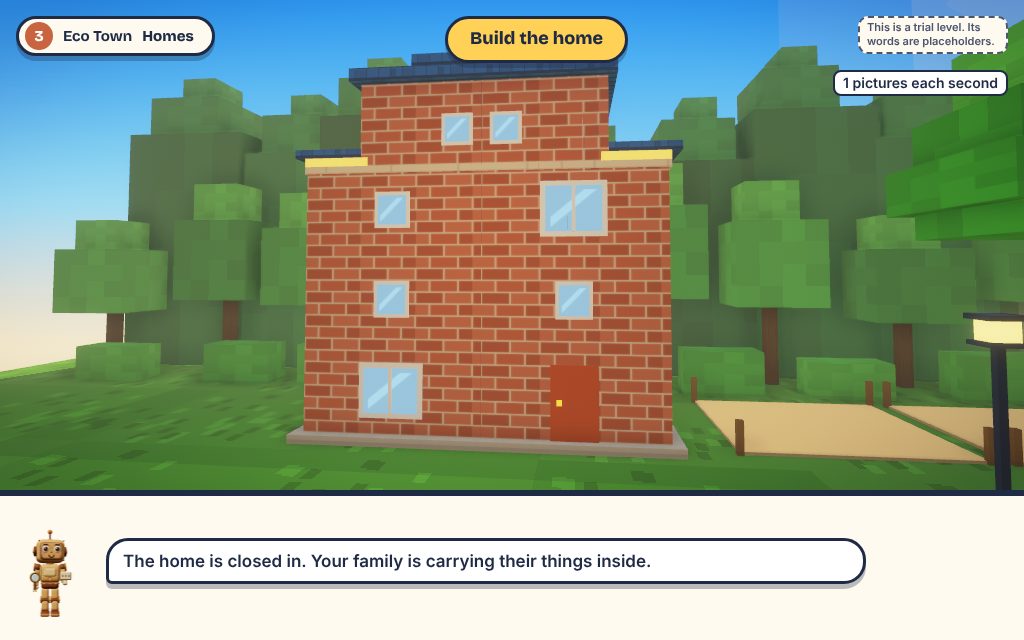 3 Eco Town Homes
Build the home
This is a trial level. Its
words are placeholders.
1 pictures each second
The home is closed in. Your family is carrying their things inside.